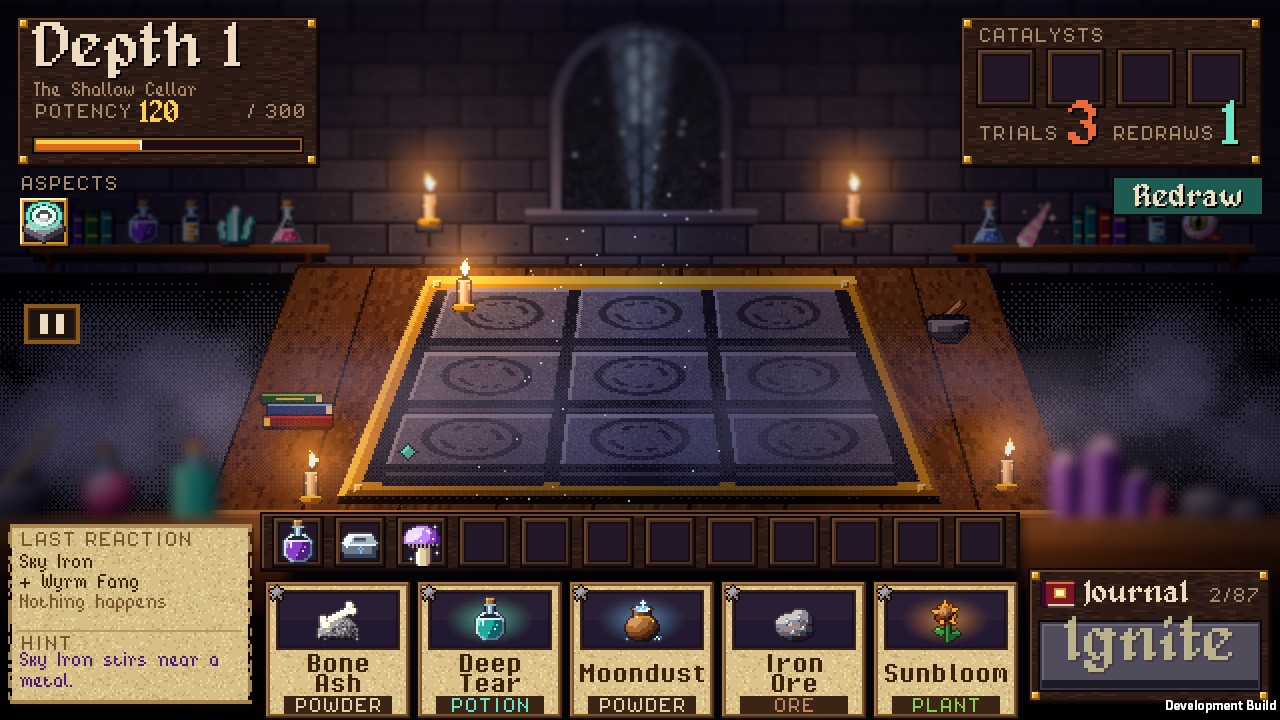 Depth 1
The Shallow Cellar
POTENCY 120 / 300
ASPECTS
CATALYSTS
TRIALS 3 REDRAWS 1
Redraw
LAST REACTION
Sky Iron
+ Wyrm Fang
Nothing happens
HINT
Sky Iron stirs near a
metal.
Bone
Ash
POWDER
Deep
Tear
POTION
Moondust
POWDER
Iron
Ore
ORE
Sunbloom
PLANT
Journal 2/87
Ignite
Development Build